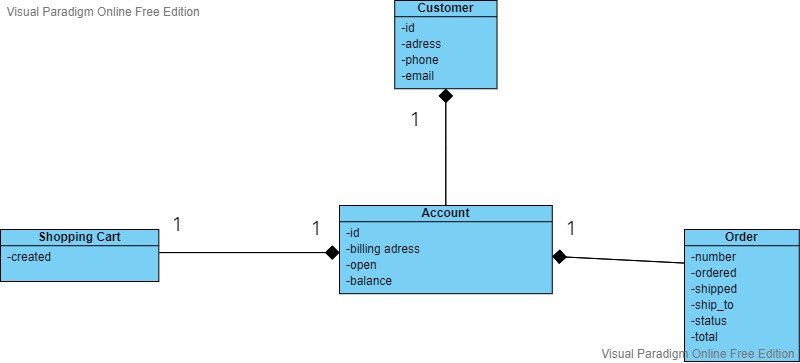 Visual Paradigm Online Free Edition
Customer
-id
-adress
-phone
-email
1
Shopping Cart
-created
1
1
Account
-id
-billing adress
-open
-balance
1
Order
-number
-ordered
-shipped
-ship_to
-status
-total
Visual Paradigm Online Free Edition